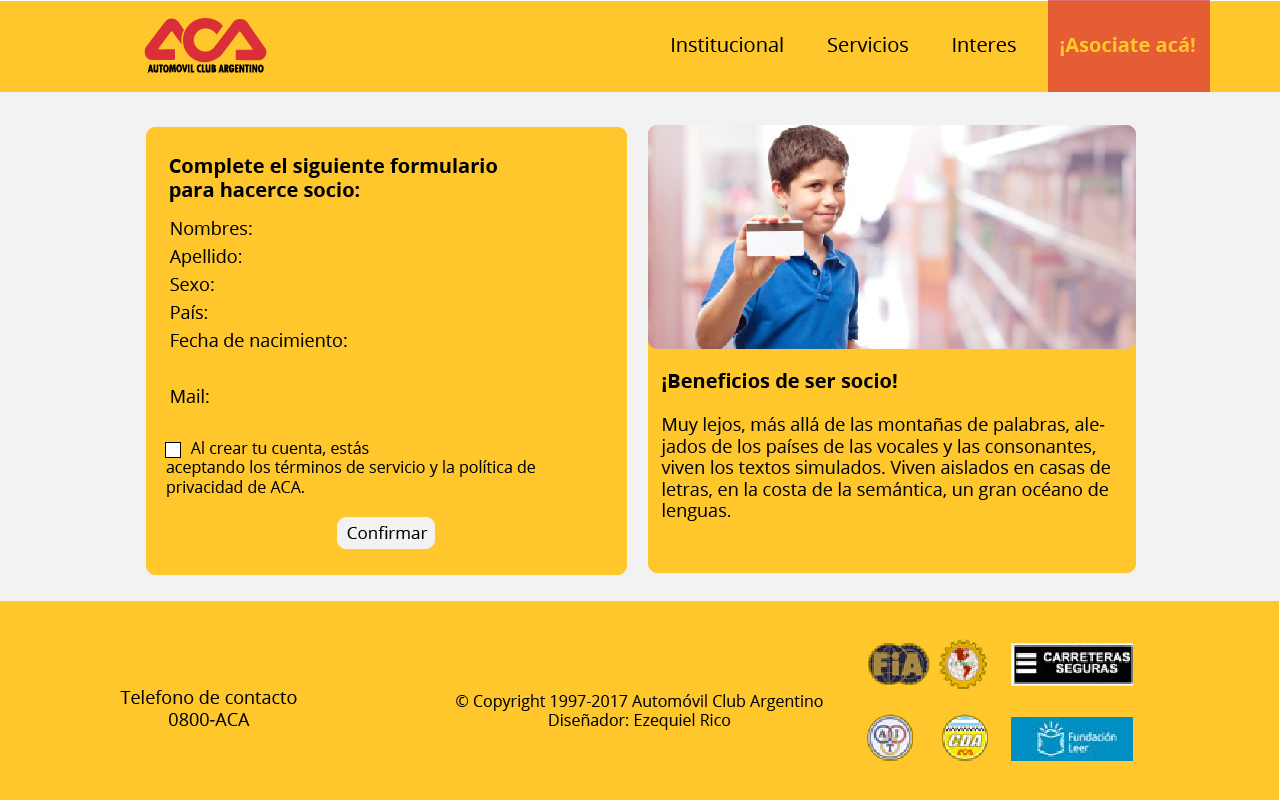 ACA
AUTOMOVIL CLUB ARGENTINO
Institucional
Servicios
Interes
¡Asociate acá!
Complete el siguiente formulario
para hacerce socio:
Nombres:
Apellido:
Sexo:
País:
Fecha de nacimiento:
Mail:
Al crear tu cuenta, estás
aceptando los términos de servicio y la política de
privacidad de ACA.
Confirmar
¡Beneficios de ser socio!
Muy lejos, más allá de las montañas de palabras, ale-
jados de los países de las vocales y las consonantes,
viven los textos simulados. Viven aislados en casas de
letras, en la costa de la semántica, un gran océano de
lenguas.
Telefono de contacto
0800-ACA
© Copyright 1997-2017 Automóvil Club Argentino
Diseñador: Ezequiel Rico
FiA
CARRETERAS
SEGURAS
AIT
CDA
ACA
Fundación
Leer